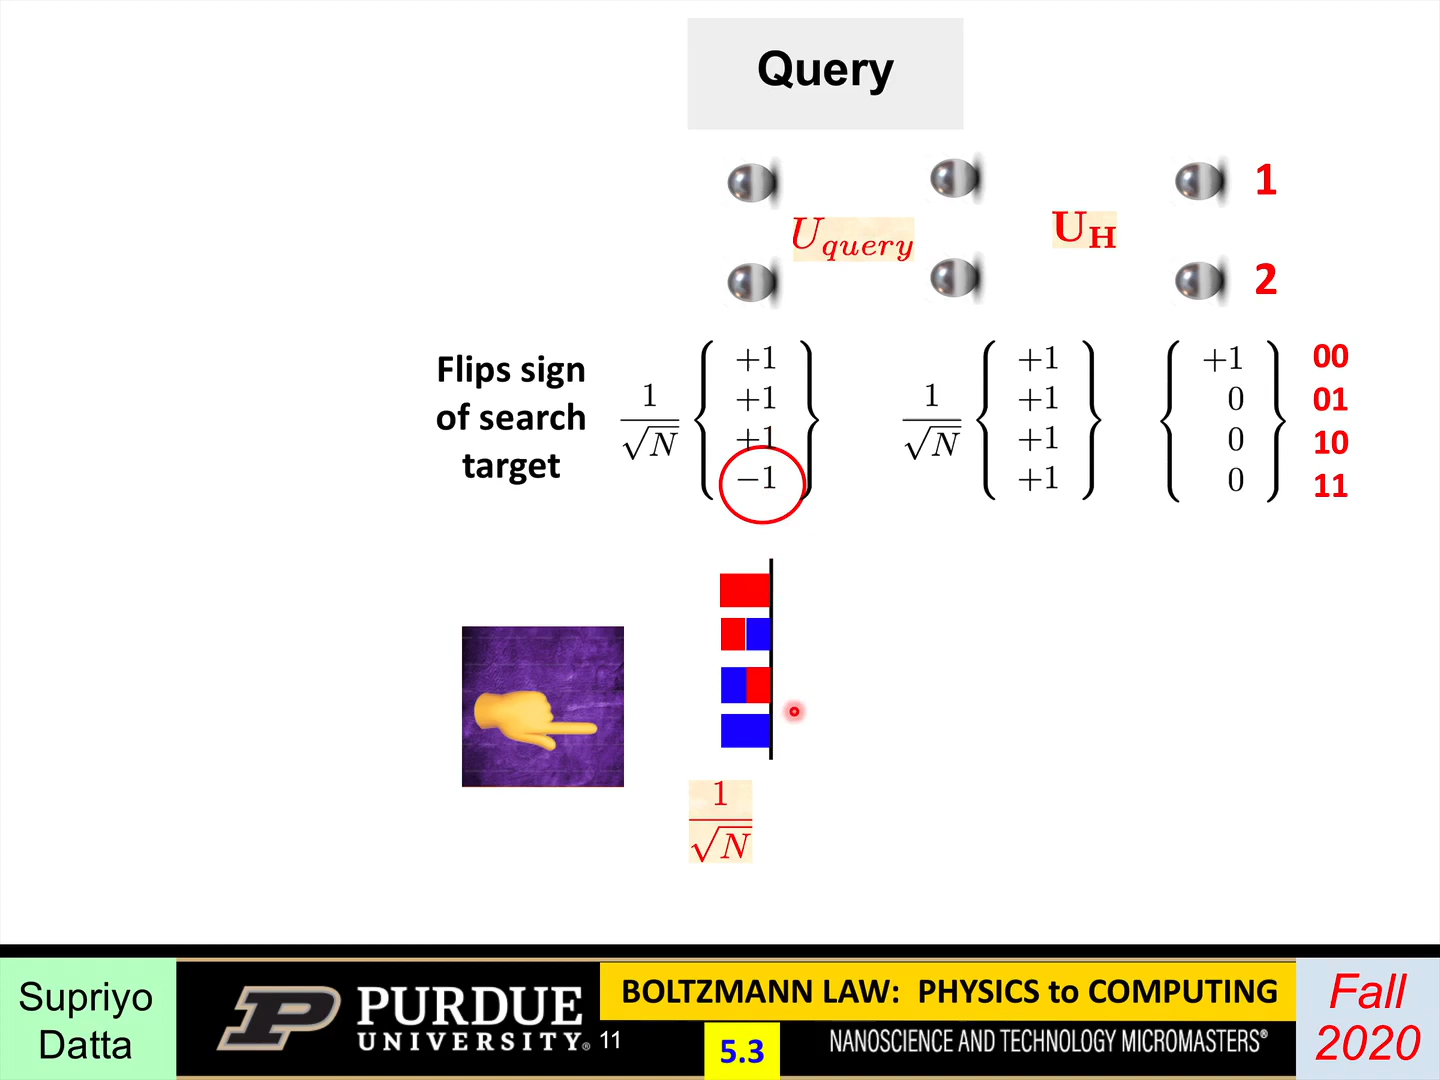 Query
1
U_query
U_H
2
Flips sign
of search
target
1/√N { +1 +1 +1 −1 }
1/√N { +1 +1 +1 +1 }
{ +1 0 0 0 }
00
01
10
11
1/√N
Supriyo
Datta
P
PURDUE
UNIVERSITY®
11
BOLTZMANN LAW: PHYSICS to COMPUTING
5.3
NANOSCIENCE AND TECHNOLOGY MICROMASTERS®
Fall
2020